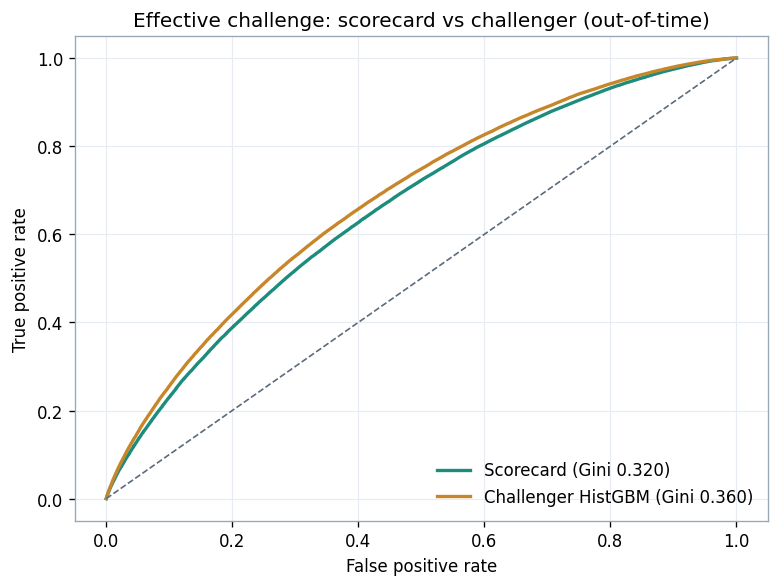 Effective challenge: scorecard vs challenger (out-of-time)
True positive rate
1.0
0.8
0.6
0.4
0.2
0.0
Scorecard (Gini 0.320)
Challenger HistGBM (Gini 0.360)
0.0 0.2 0.4 0.6 0.8 1.0
False positive rate